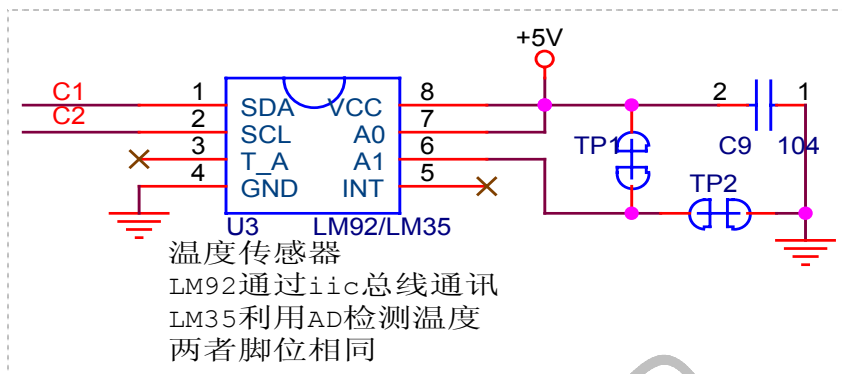 +5V
C1 1 SDA VCC 8 2 1
C2 2 SCL A0 7
3 T_A A1 6 TP1 C9 104
4 GND INT 5 TP2
U3 LM92/LM35
温度传感器
LM92通过iic总线通讯
LM35利用AD检测温度
两者脚位相同